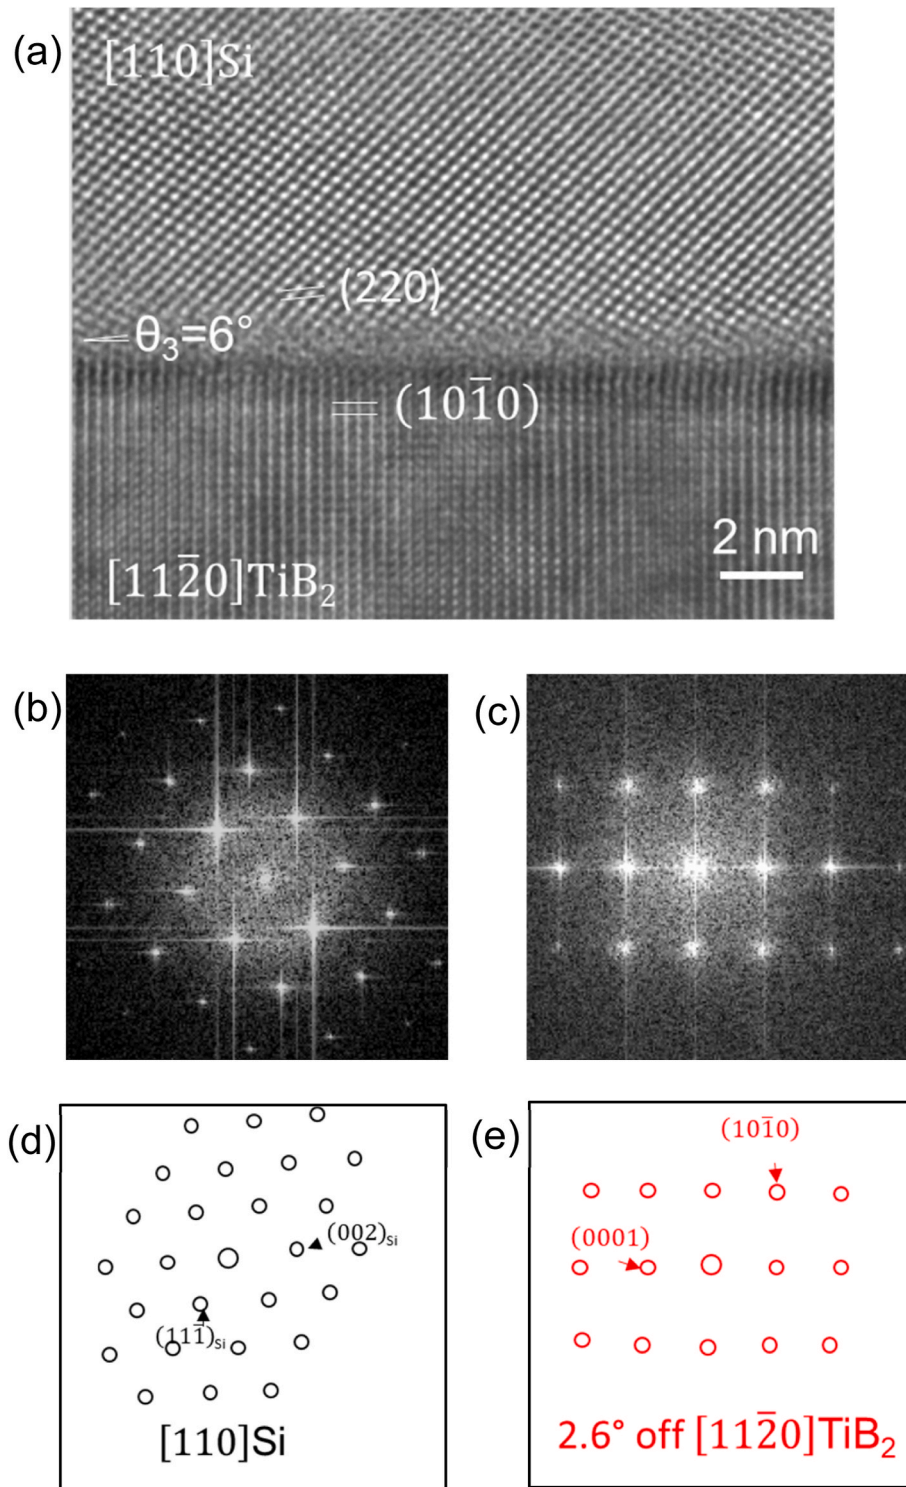 (a)
[110]Si
(220)
θ₃=6°
(101̄0)
2 nm
[112̄0]TiB₂
(b)
(c)
(d)
(002)Si
(111̄)Si
[110]Si
(e)
(101̄0)
(0001)
2.6° off [112̄0]TiB₂